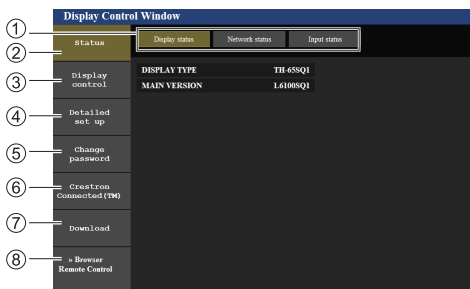 Display Control Window
①
②
③
④
⑤
⑥
⑦
⑧
Status
Display
control
Detailed
set up
Change
password
Crestron
Connected(TM)
Download
» Browser
Remote Control
Display status Network status Input status
DISPLAY TYPE TH-65SQ1
MAIN VERSION 1.6100SQ1